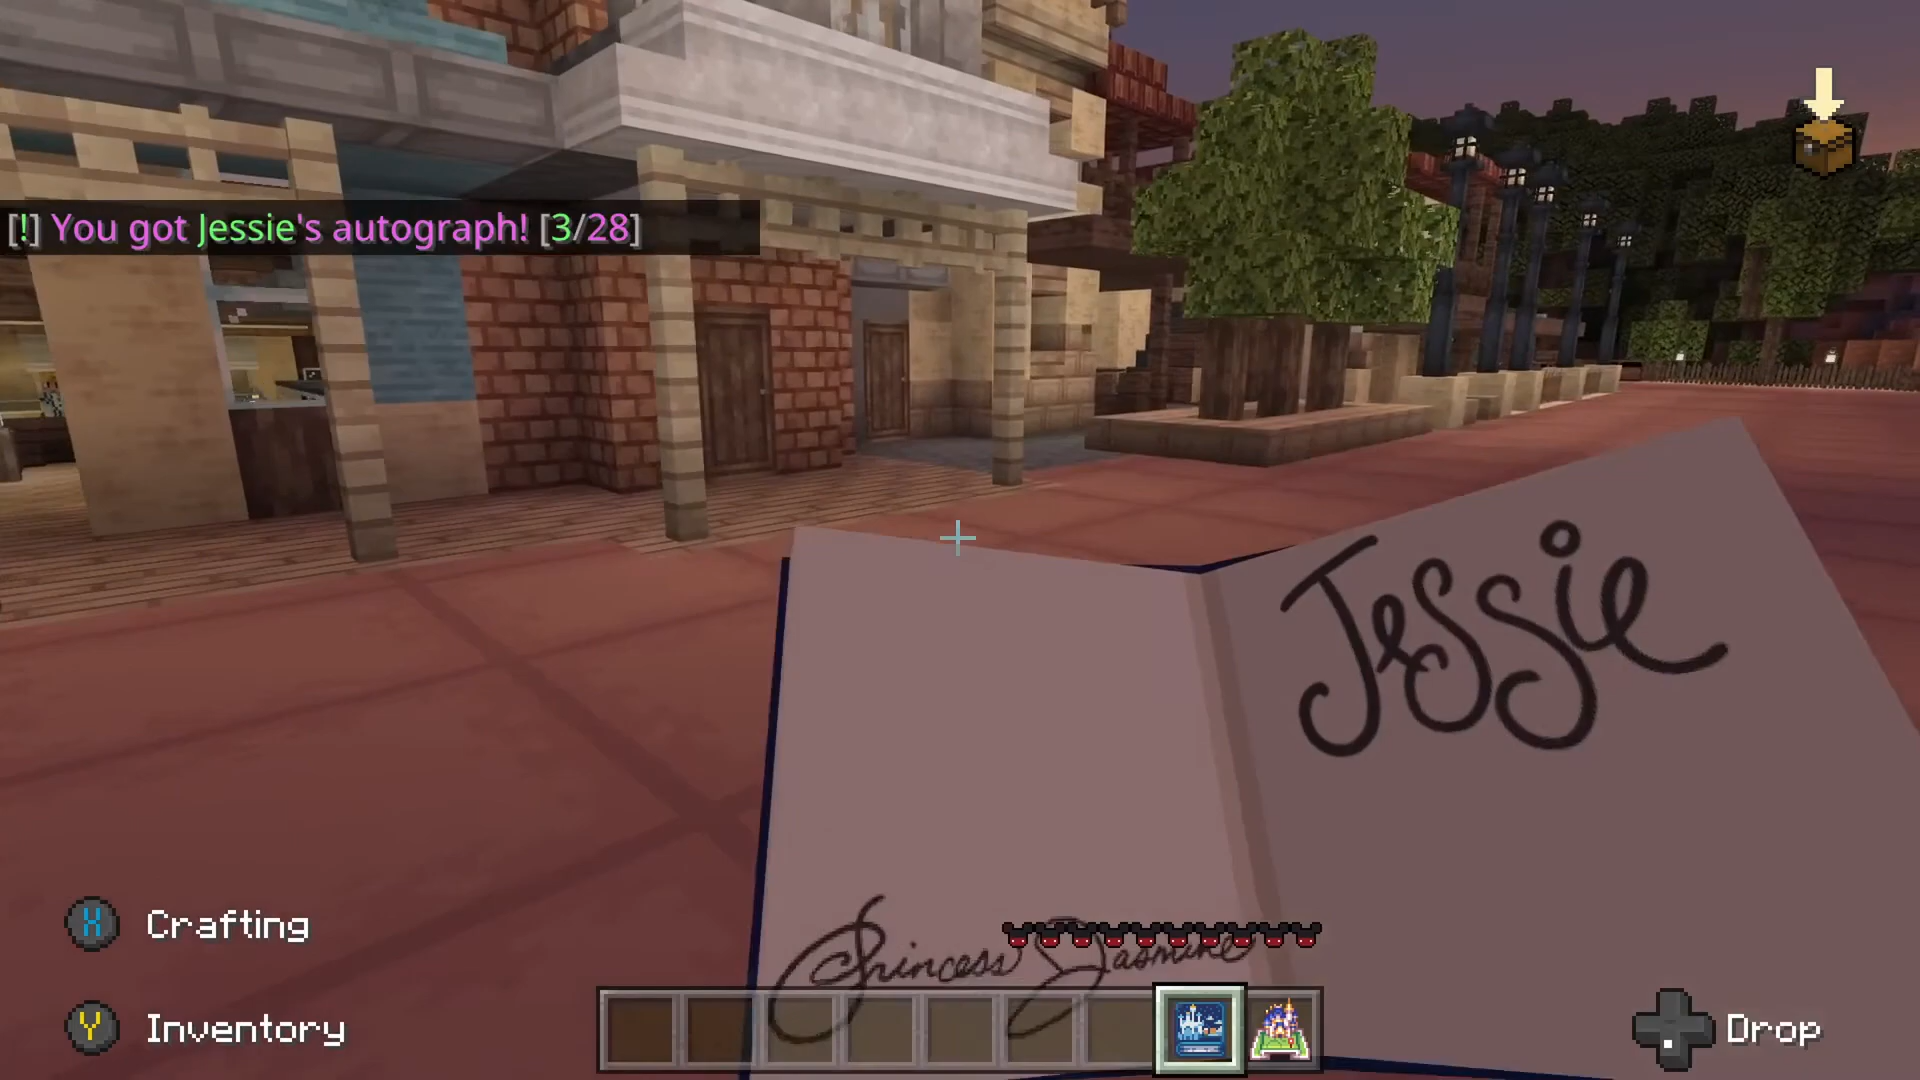 [!] You got Jessie's autograph! [3/28]
Jessie
Princess Jasmine
X Crafting
Y Inventory
Drop